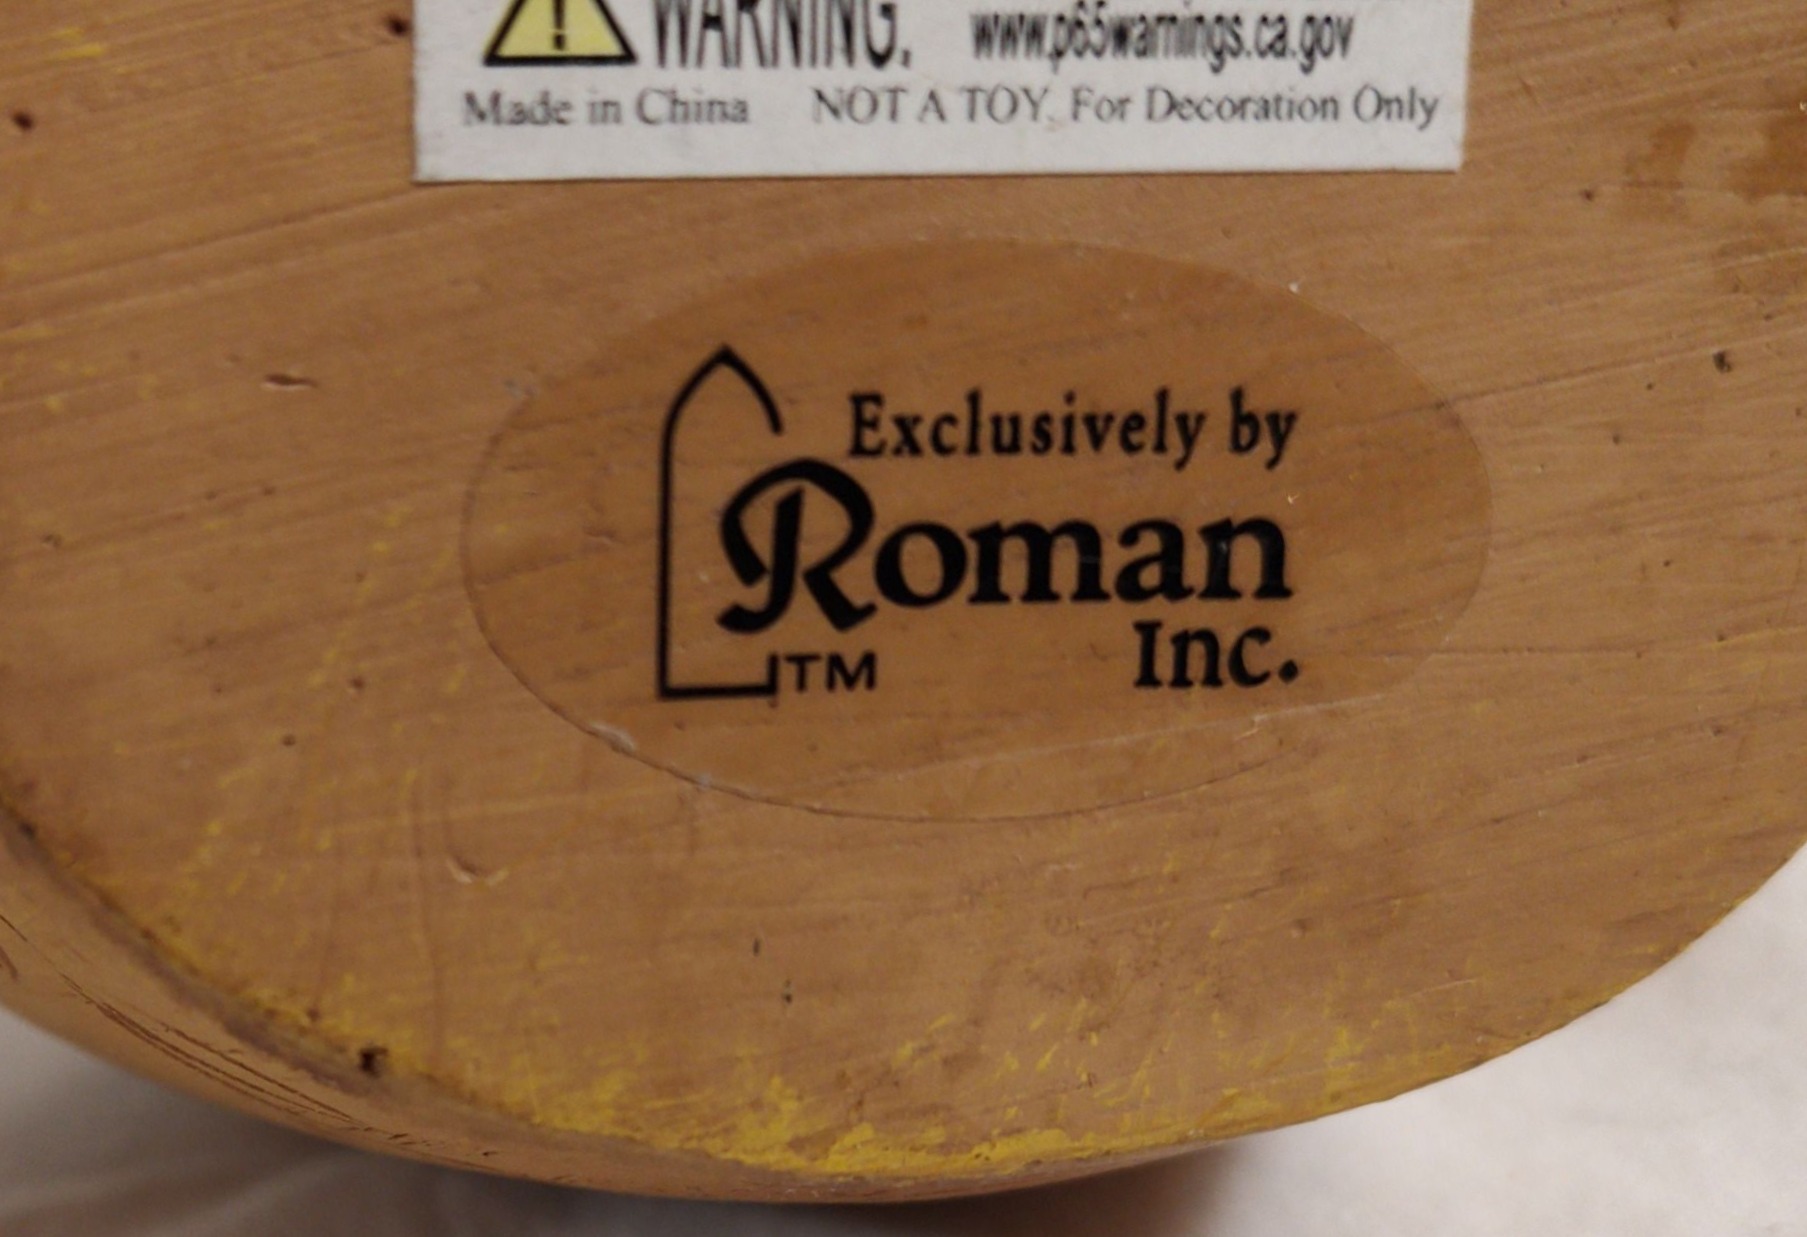 WARNING.
www.p65warnings.ca.gov
Made in China
NOT A TOY. For Decoration Only
Exclusively by
Roman
Inc.
TM